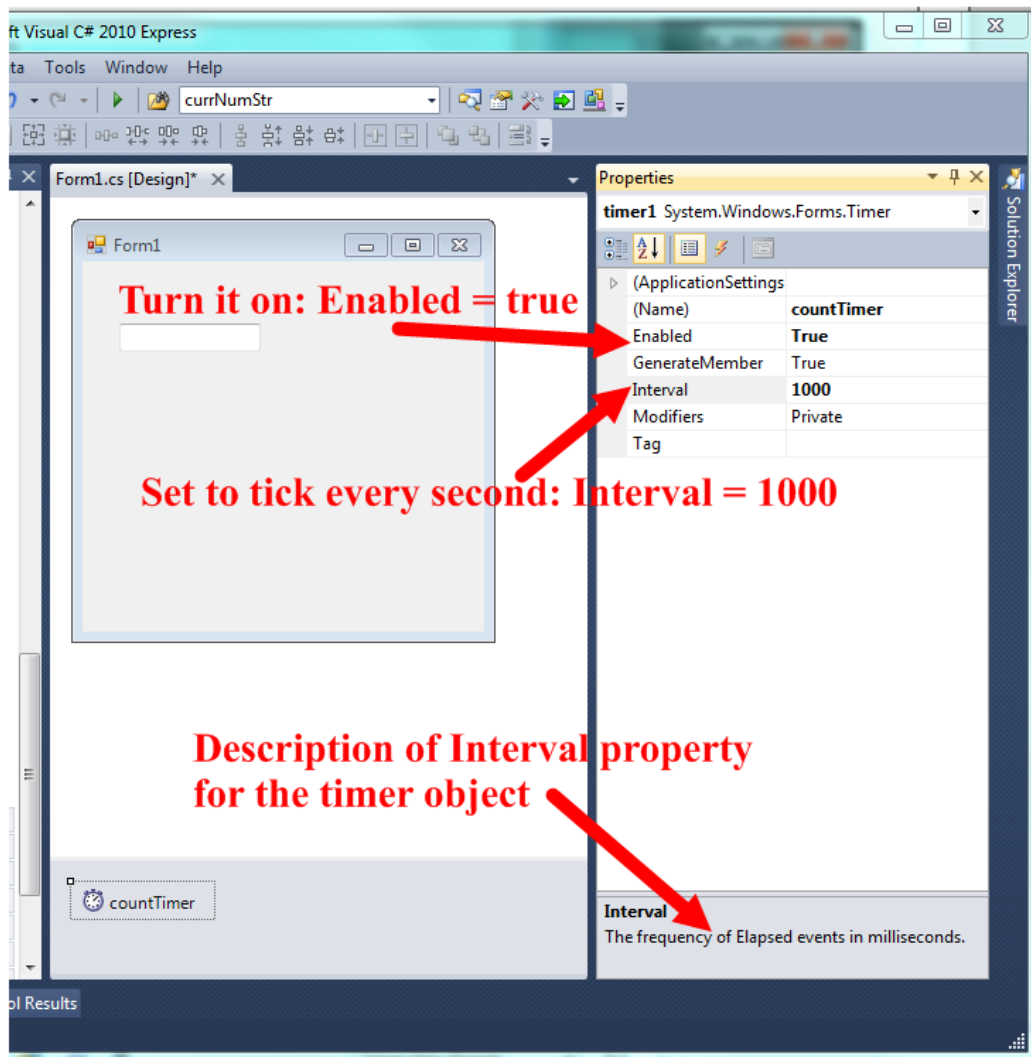 ft Visual C# 2010 Express
ta Tools Window Help
currNumStr
Form1.cs [Design]*
Properties
timer1 System.Windows.Forms.Timer
Solution Explorer
Form1
(ApplicationSettings
Turn it on: Enabled = true
(Name) countTimer
Enabled True
GenerateMember True
Interval 1000
Modifiers Private
Tag
Set to tick every second: Interval = 1000
Description of Interval property
for the timer object
countTimer
Interval
The frequency of Elapsed events in milliseconds.
ol Results